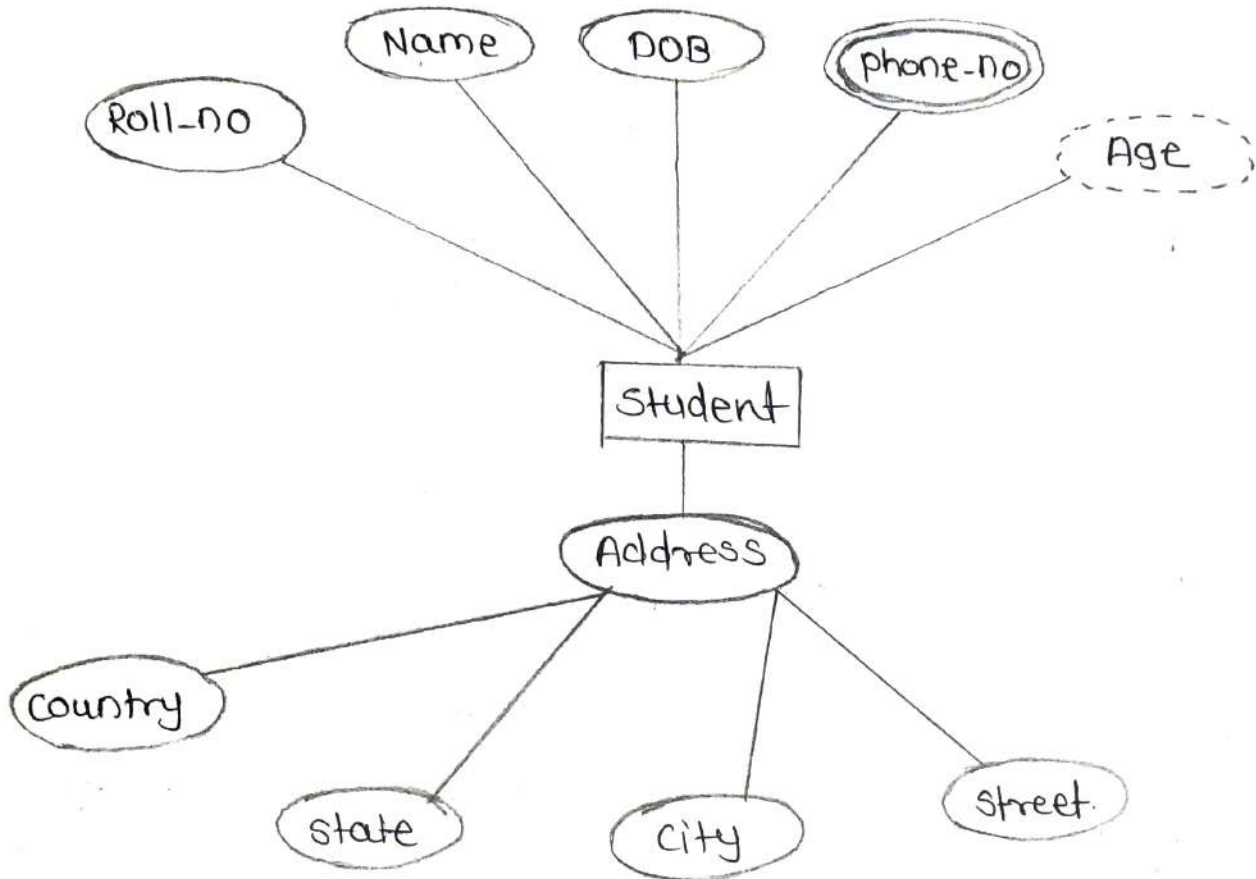 Name
DOB
phone-no
Roll-no
Age
Student
Address
Country
state
city
street.